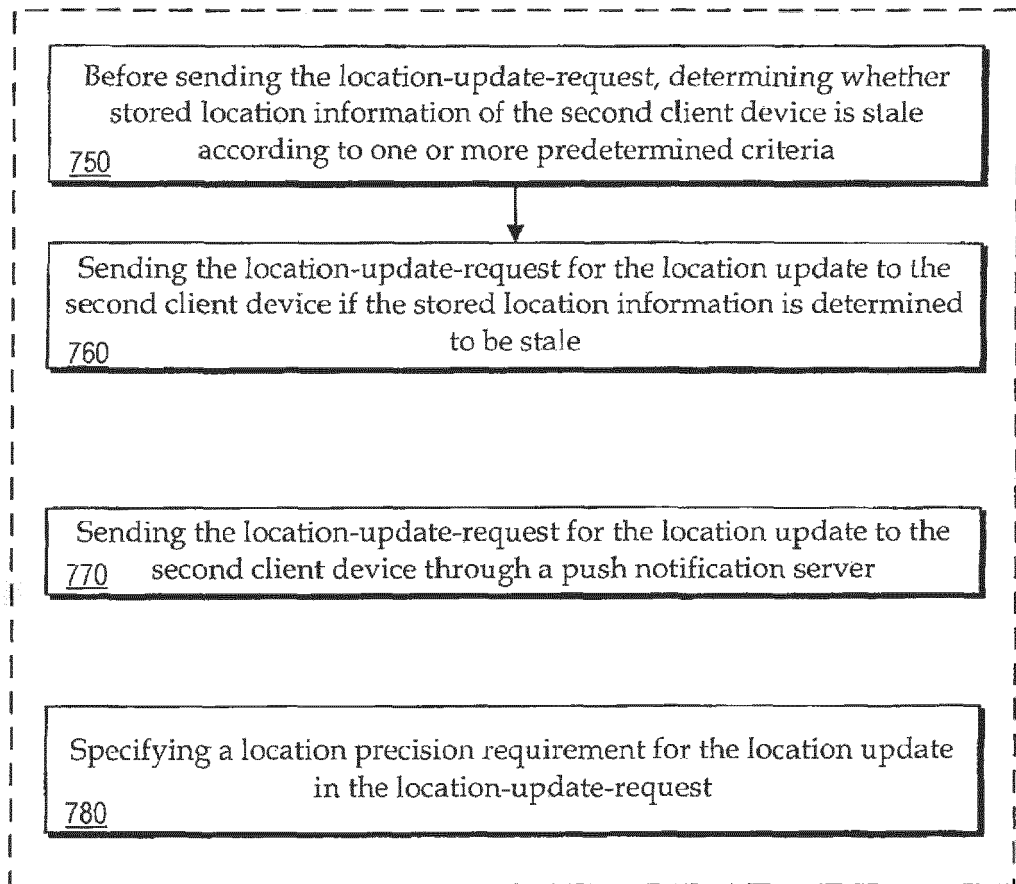 Before sending the location-update-request, determining whether
stored location information of the second client device is stale
according to one or more predetermined criteria
750
Sending the location-update-request for the location update to the
second client device if the stored location information is determined
to be stale
760
Sending the location-update-request for the location update to the
second client device through a push notification server
770
Specifying a location precision requirement for the location update
in the location-update-request
780